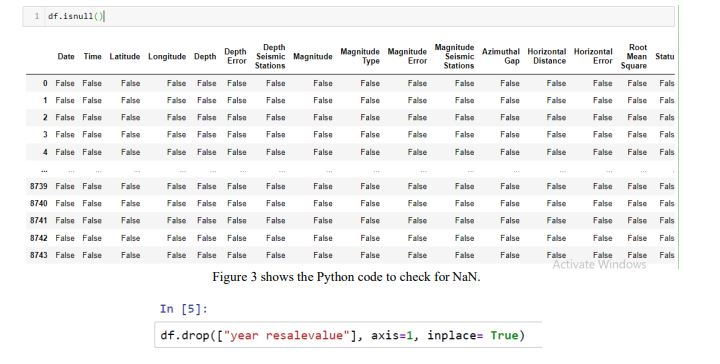 1 df.isnull()
Date Time Latitude Longitude Depth Depth Error Depth Seismic Stations Magnitude Magnitude Type Magnitude Error Magnitude Seismic Stations Azimuthal Gap Horizontal Distance Horizontal Error Root Mean Square Statu
0 False False False False False False False False False False False False False False False Fals
1 False False False False False False False False False False False False False False False Fals
2 False False False False False False False False False False False False False False False Fals
3 False False False False False False False False False False False False False False False Fals
4 False False False False False False False False False False False False False False False Fals
... ... ... ... ... ... ... ... ... ... ... ... ... ... ... ... .
8739 False False False False False False False False False False False False False False False Fals
8740 False False False False False False False False False False False False False False False Fals
8741 False False False False False False False False False False False False False False False Fals
8742 False False False False False False False False False False False False False False False Fals
8743 False False False False False False False False False False False False False False False Fals
Activate Windows
Figure 3 shows the Python code to check for NaN.
In [5]:
df.drop(["year resalevalue"], axis=1, inplace= True)